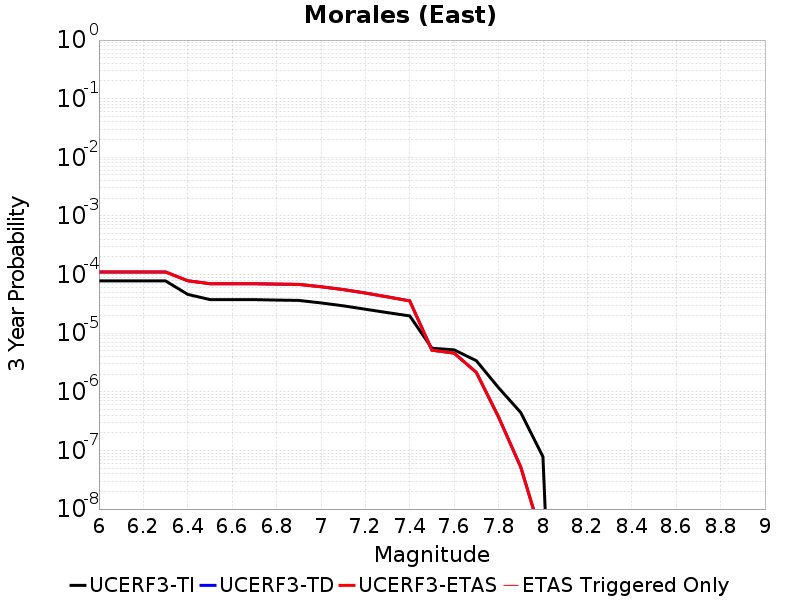 Morales (East)
3 Year Probability
10^0
10^-1
10^-2
10^-3
10^-4
10^-5
10^-6
10^-7
10^-8
6 6.2 6.4 6.6 6.8 7 7.2 7.4 7.6 7.8 8 8.2 8.4 8.6 8.8 9
Magnitude
UCERF3-TI UCERF3-TD UCERF3-ETAS ETAS Triggered Only